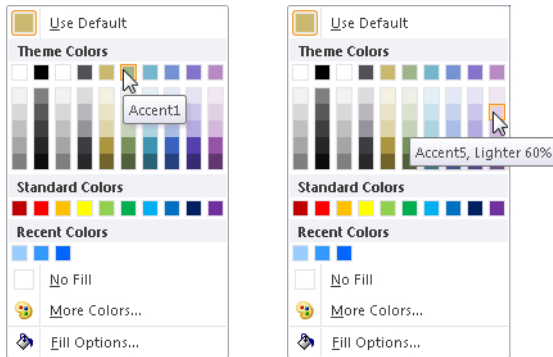 Use Default
Theme Colors
Accent1
Standard Colors
Recent Colors
No Fill
More Colors...
Fill Options...
Use Default
Theme Colors
Accent5, Lighter 60%
Standard Colors
Recent Colors
No Fill
More Colors...
Fill Options...